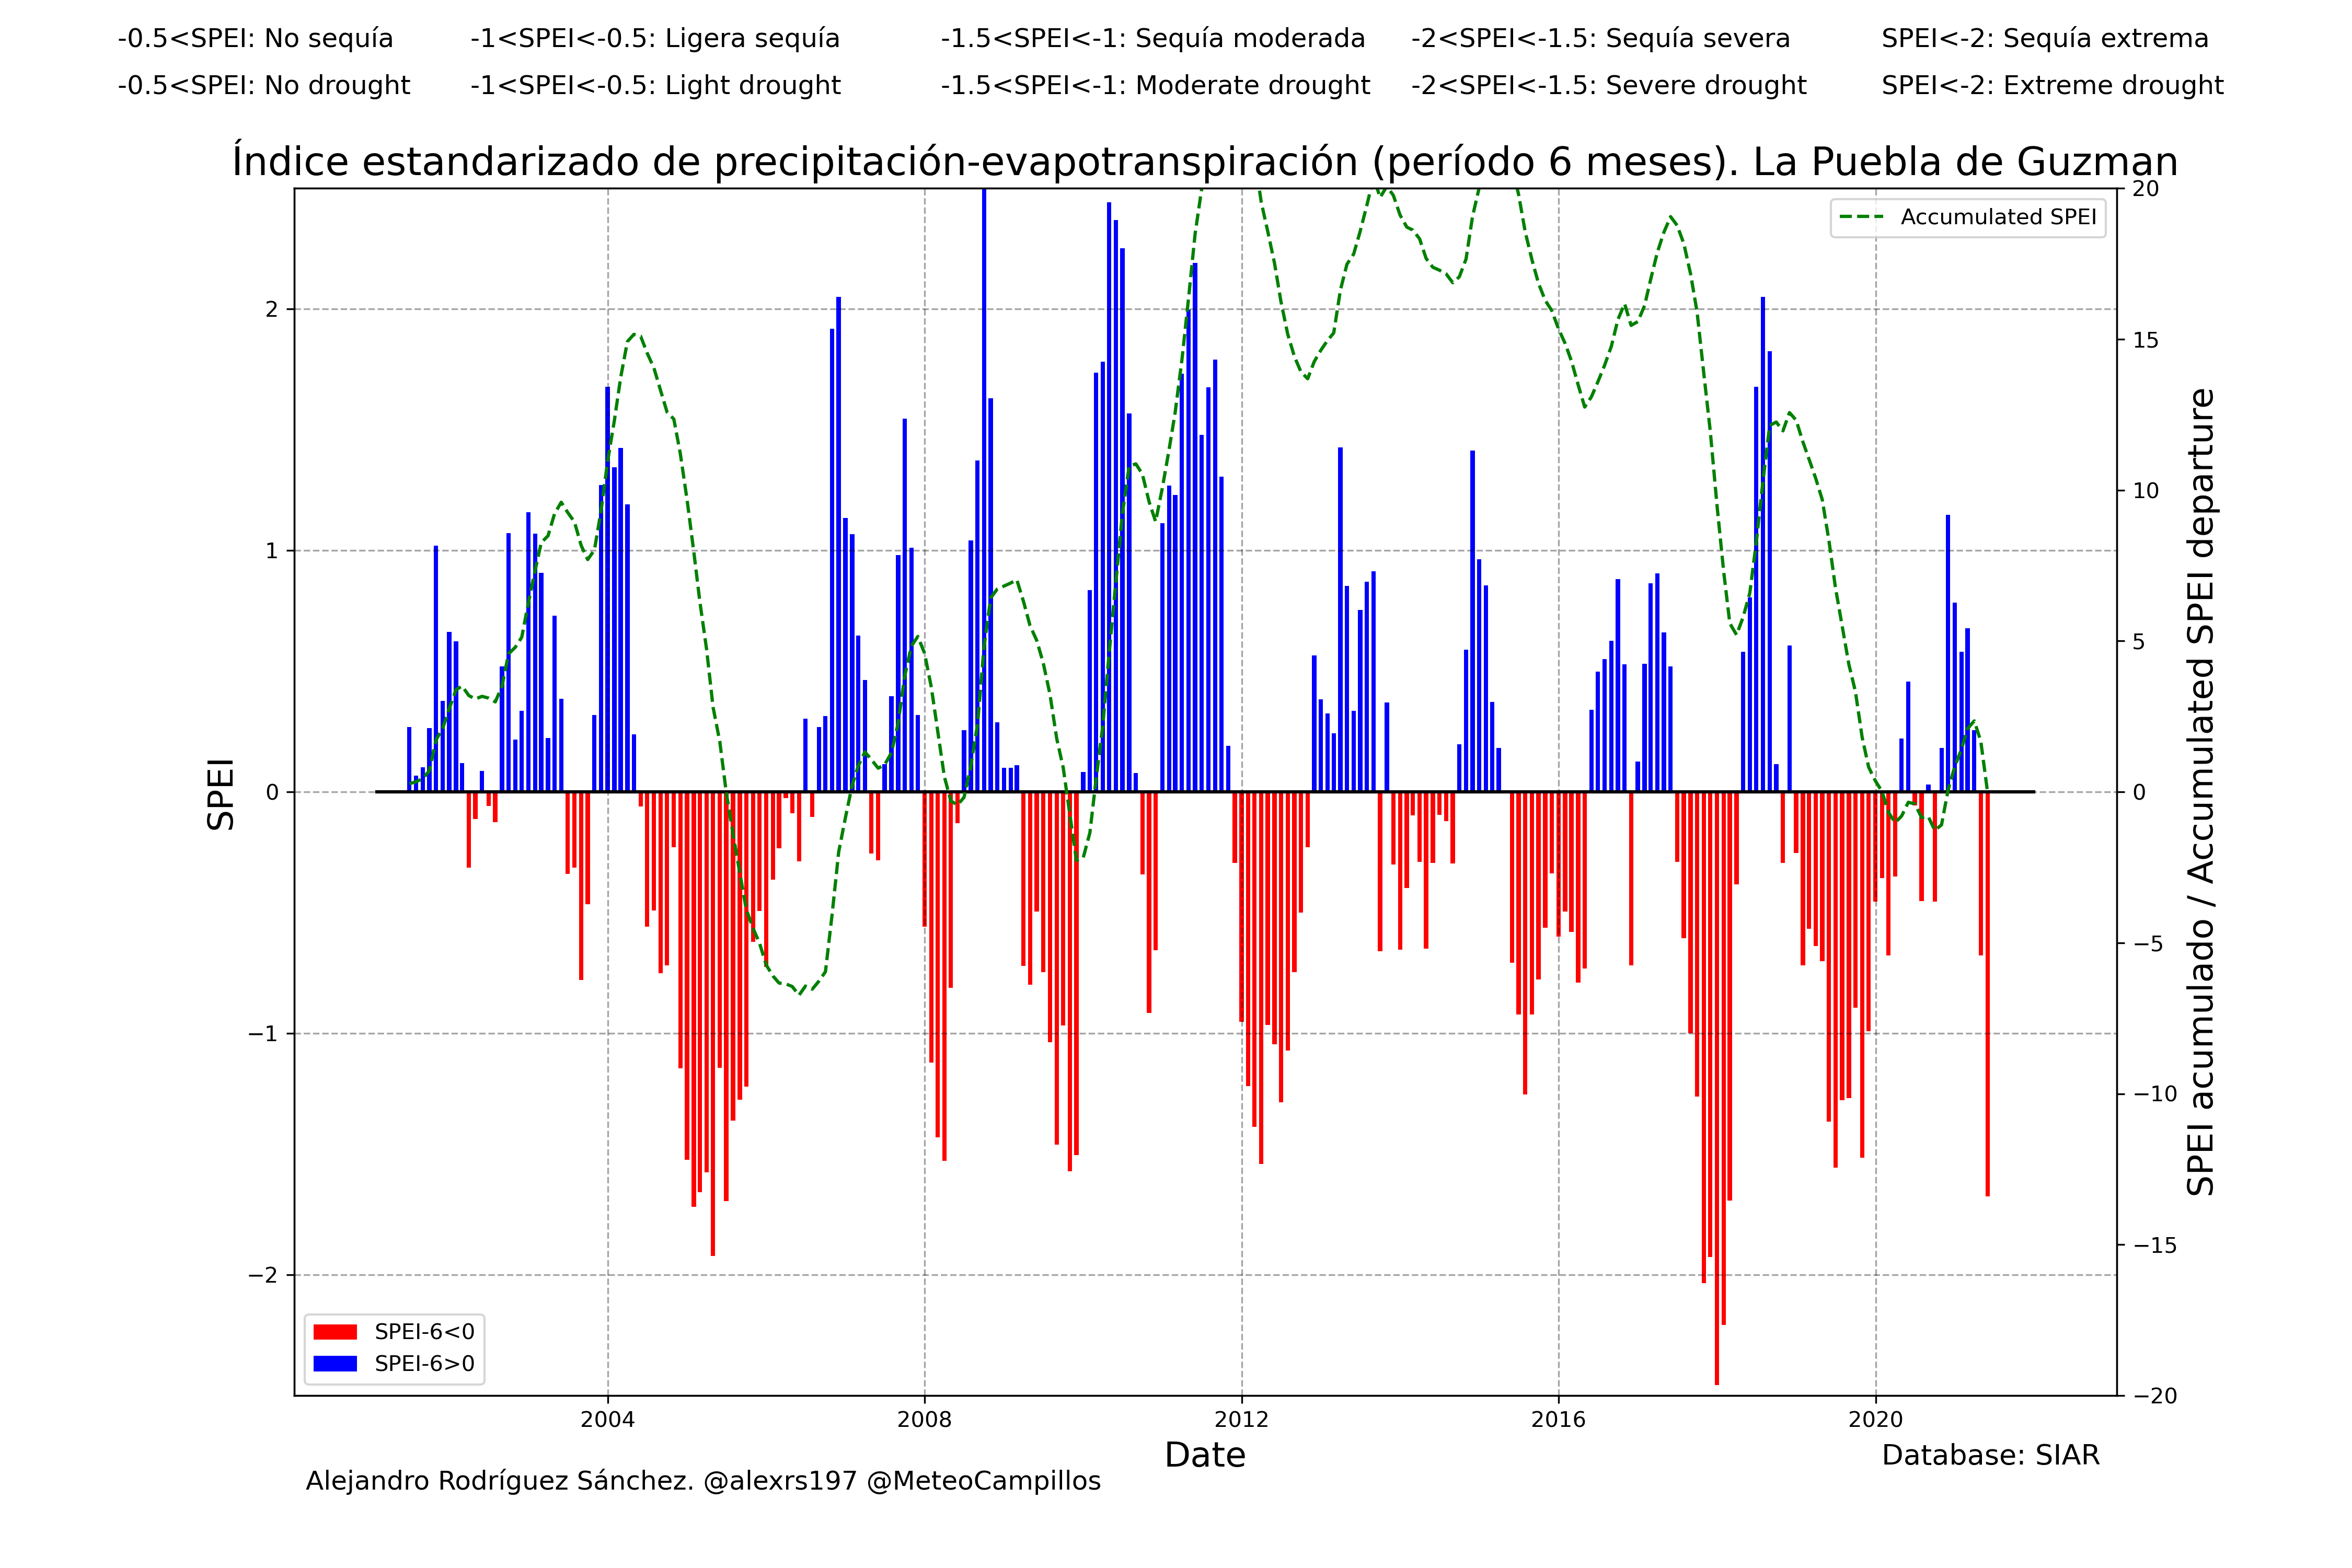 -0.5<SPEI: No sequía -1<SPEI<-0.5: Ligera sequía -1.5<SPEI<-1: Sequía moderada -2<SPEI<-1.5: Sequía severa SPEI<-2: Sequía extrema
-0.5<SPEI: No drought -1<SPEI<-0.5: Light drought -1.5<SPEI<-1: Moderate drought -2<SPEI<-1.5: Severe drought SPEI<-2: Extreme drought
Índice estandarizado de precipitación-evapotranspiración (período 6 meses). La Puebla de Guzman
Accumulated SPEI
SPEI
2
1
0
−1
−2
20
15
10
5
0
−5
−10
−15
−20
SPEI acumulado / Accumulated SPEI departure
SPEI-6<0
SPEI-6>0
2004 2008 2012 2016 2020
Date
Database: SIAR
Alejandro Rodríguez Sánchez. @alexrs197 @MeteoCampillos